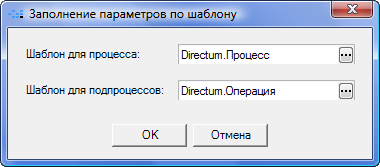 Заполнение параметров по шаблону
Шаблон для процесса: Directum.Процесс ...
Шаблон для подпроцессов: Directum.Операция ...
OK Отмена